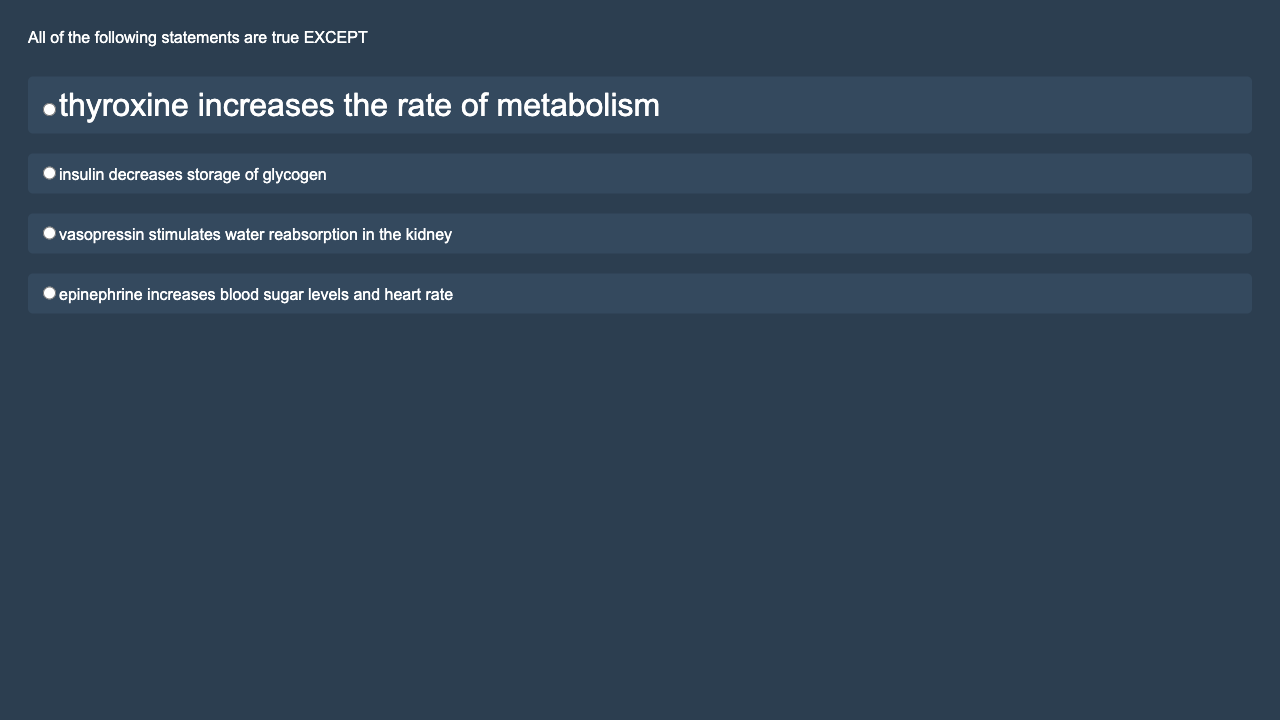 All of the following statements are true EXCEPT
thyroxine increases the rate of metabolism
insulin decreases storage of glycogen
vasopressin stimulates water reabsorption in the kidney
epinephrine increases blood sugar levels and heart rate